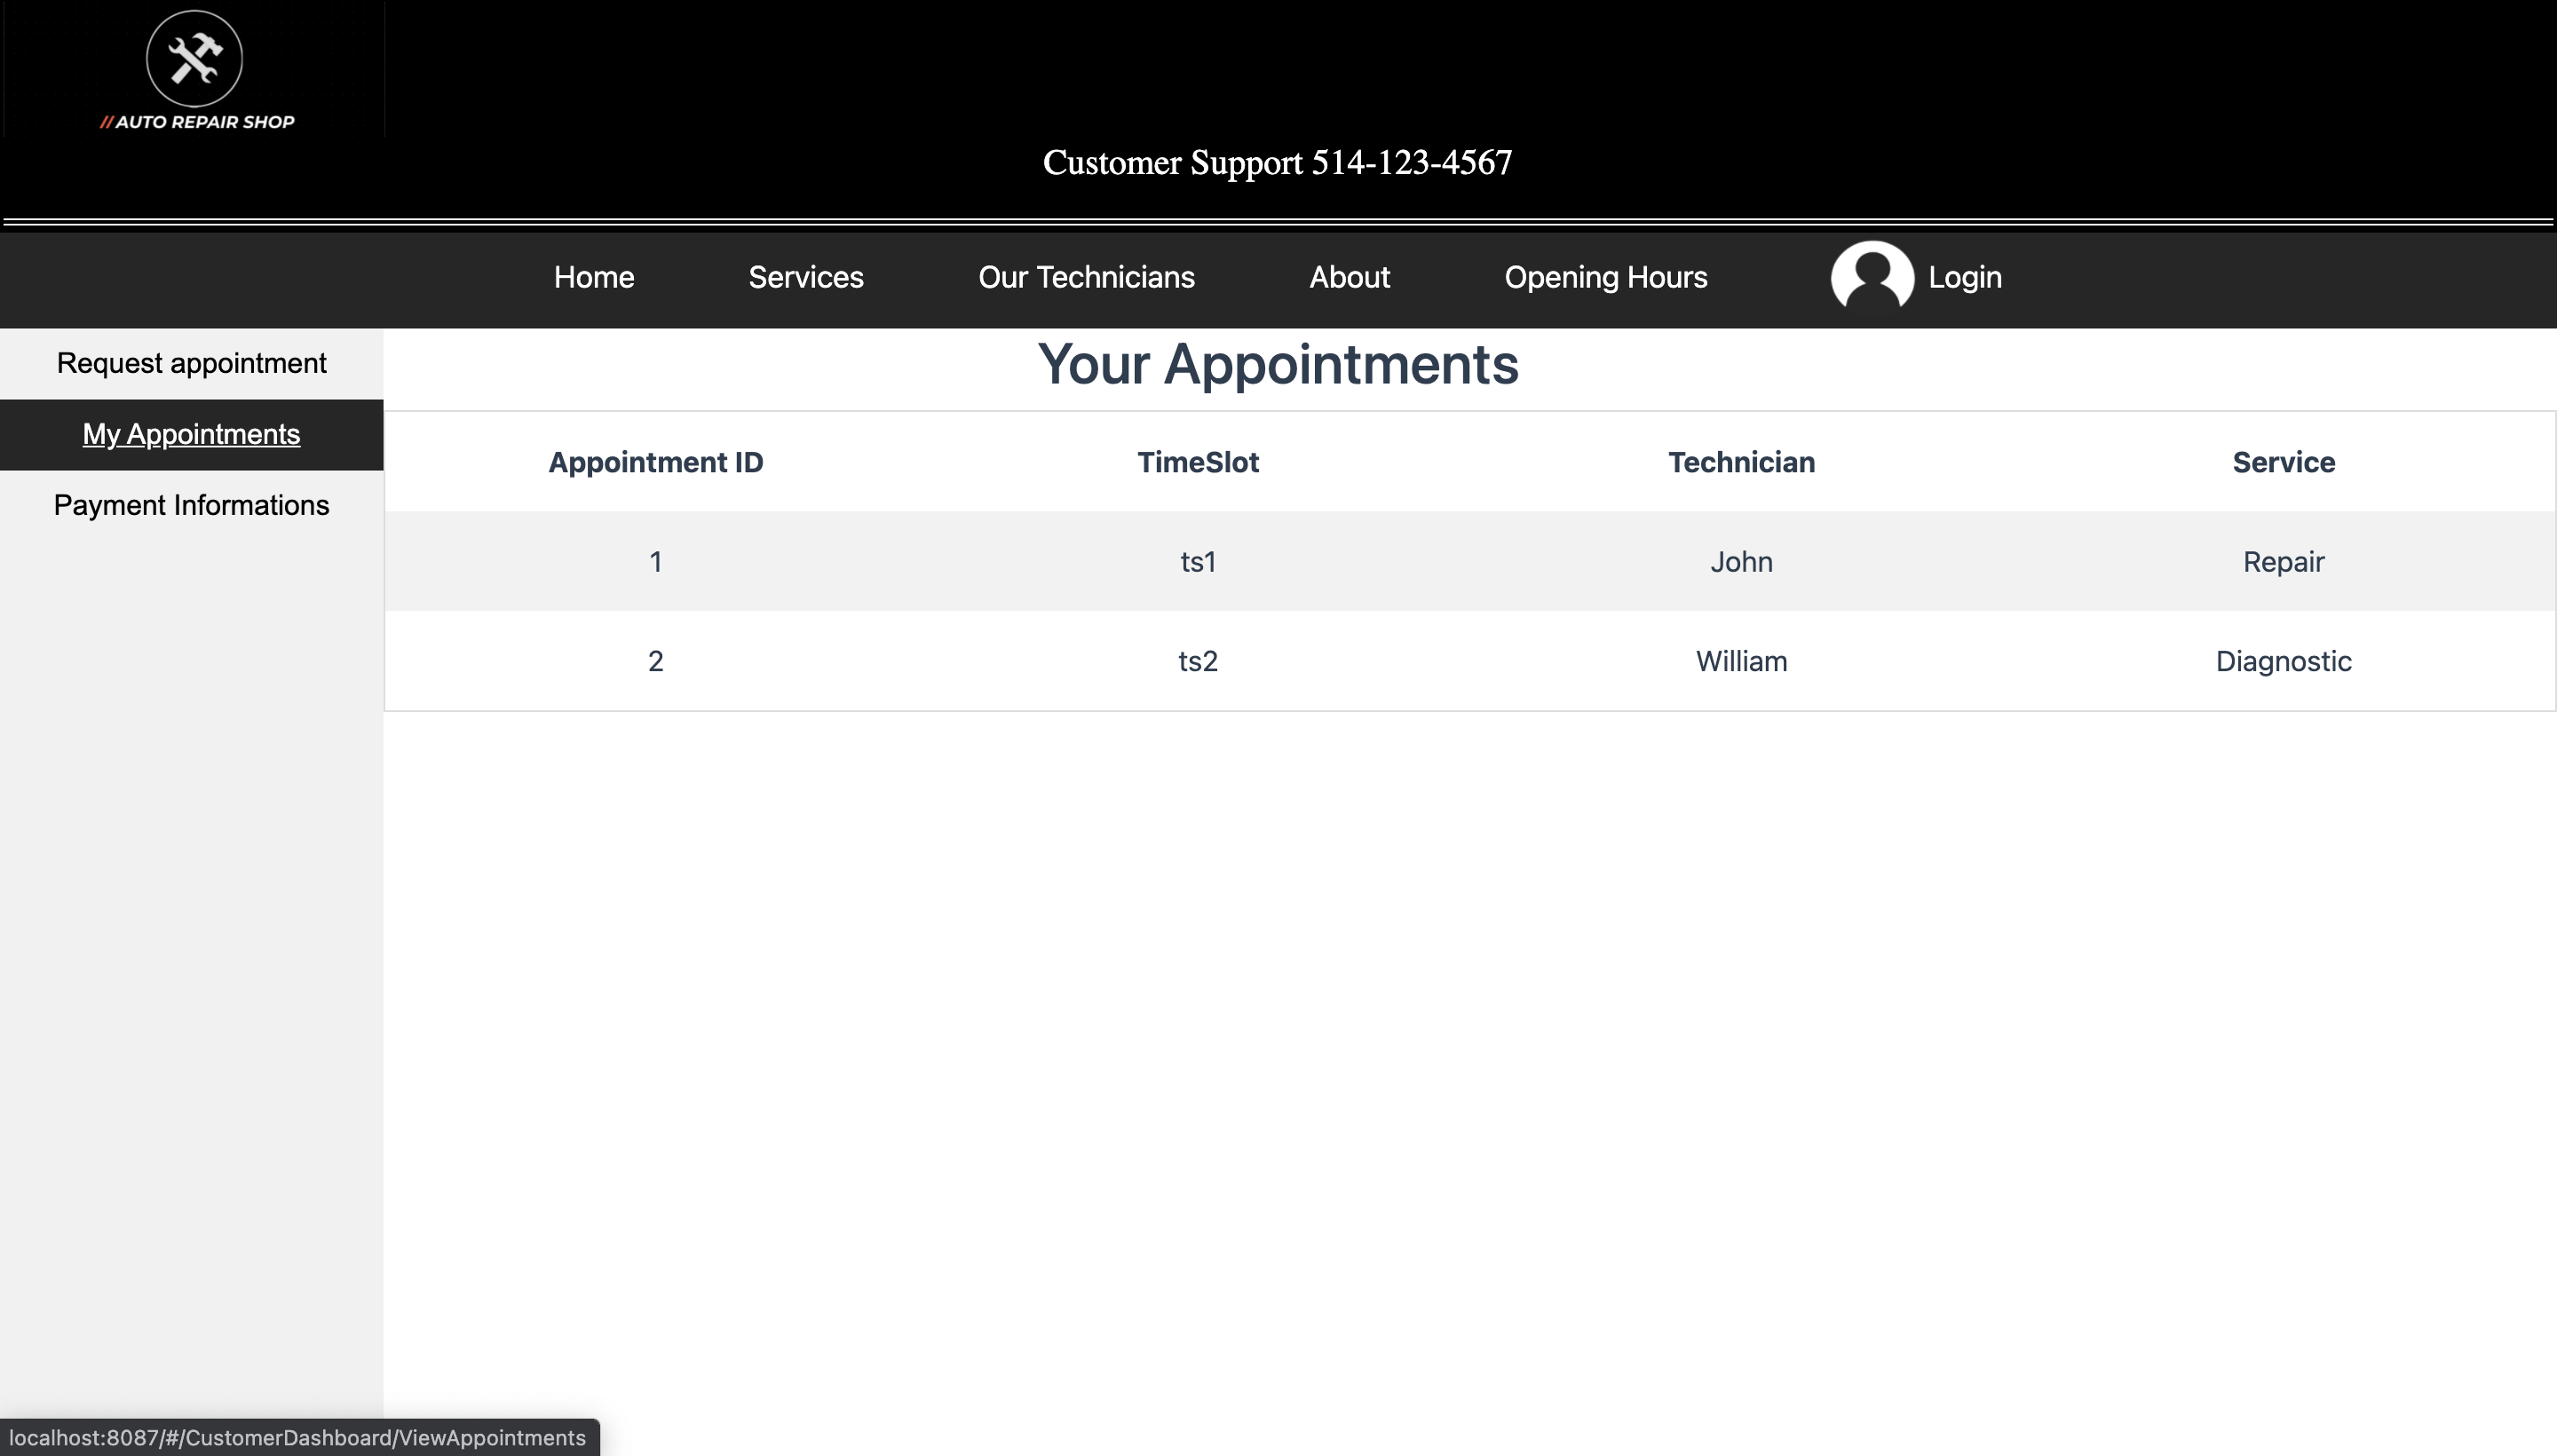 //AUTO REPAIR SHOP
Customer Support 514-123-4567
Home Services Our Technicians About Opening Hours Login
Request appointment
My Appointments
Payment Informations
Your Appointments
Appointment ID TimeSlot Technician Service
1 ts1 John Repair
2 ts2 William Diagnostic
localhost:8087/#/CustomerDashboard/ViewAppointments